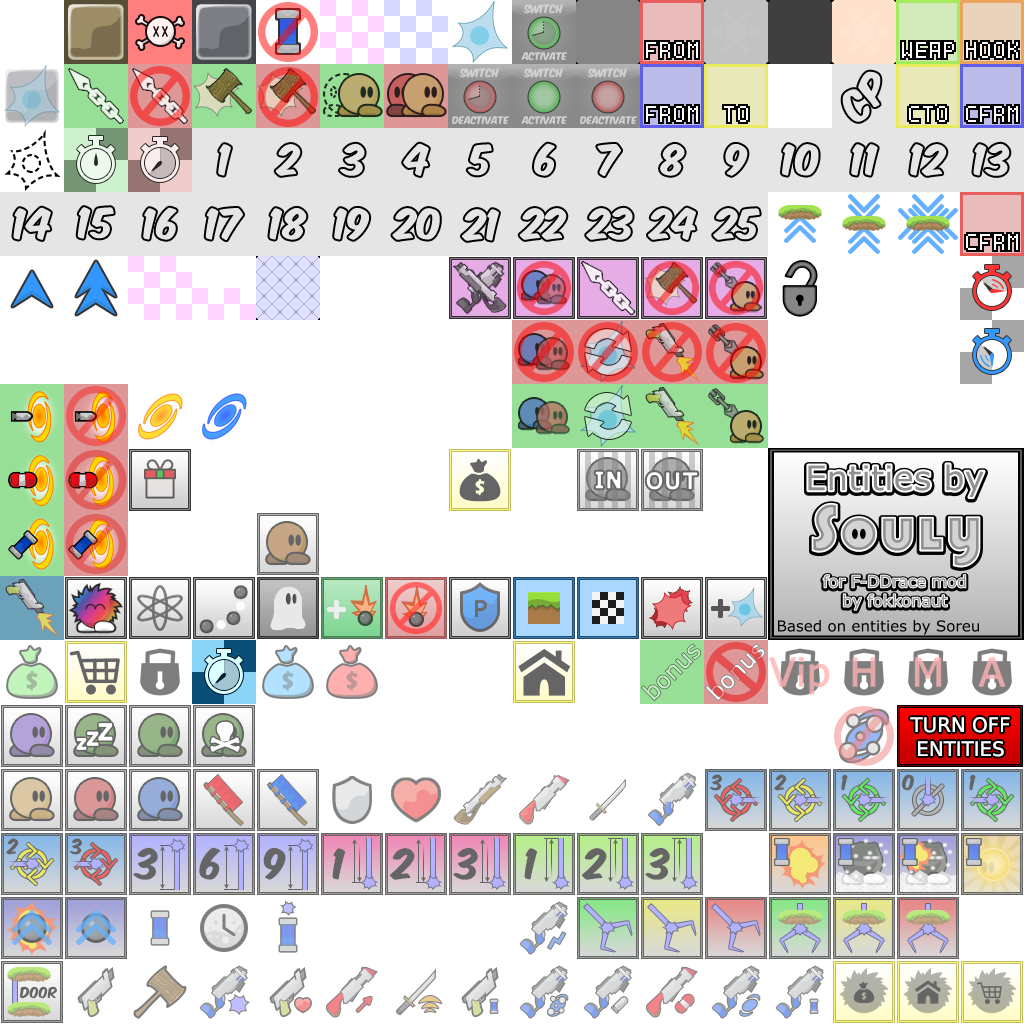 SWITCH
ACTIVATE
FROM
WEAP
HOOK
SWITCH
DEACTIVATE
SWITCH
ACTIVATE
SWITCH
DEACTIVATE
FROM
TO
CP
CTO
CFRM
1 2 3 4 5 6 7 8 9 10 11 12 13
14 15 16 17 18 19 20 21 22 23 24 25
CFRM
$
IN
OUT
Entities by
SOULY
for F-DDrace mod
by fokkonaut
Based on entities by Soreu
P
+
+
$
$
$
bonus
bonus
Vip
H
M
A
zZZ
TURN OFF
ENTITIES
3 2 1 0 1
2 3 3 6 9 1 2 3 1 2 3
DOOR
$